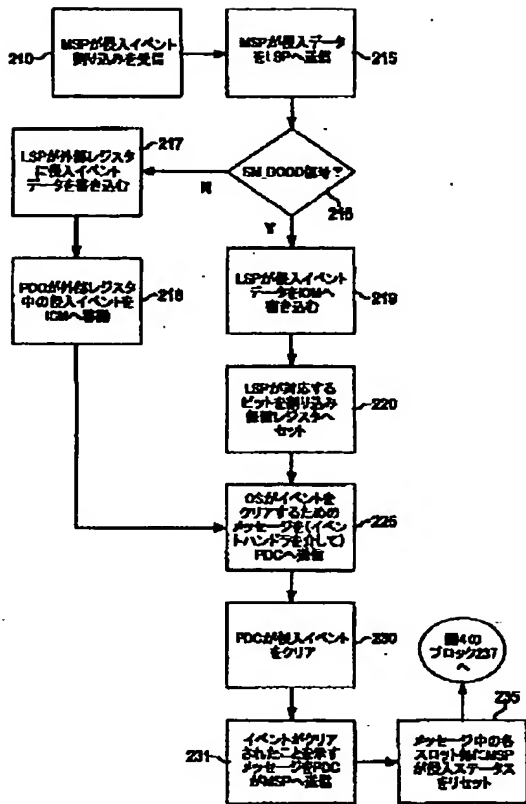 210
MSPが侵入イベント
割り込みを受信
MSPが侵入データ
をLSPへ送信
215
SM_GOOD信号?
216
N
Y
217
LSPが外部レジスタ
に侵入イベント
データを書き込む
PDCが外部レジスタ
中の侵入イベントを
ICMへ移動
218
LSPが侵入イベント
データをICMへ
書き込む
219
LSPが対応する
ビットを割り込み
レジスタへ
セット
220
OSがイベントを
クリアするための
メッセージを(イベント
ハンドラを介して)
PDCへ送信
225
PDCが侵入イベント
をクリア
230
231
イベントがクリア
されたことを示す
メッセージをPDC
がMSPへ送信
図4の
ブロック237
へ
235
メッセージ中の各
スロット毎にMSP
が侵入ステータス
をリセット